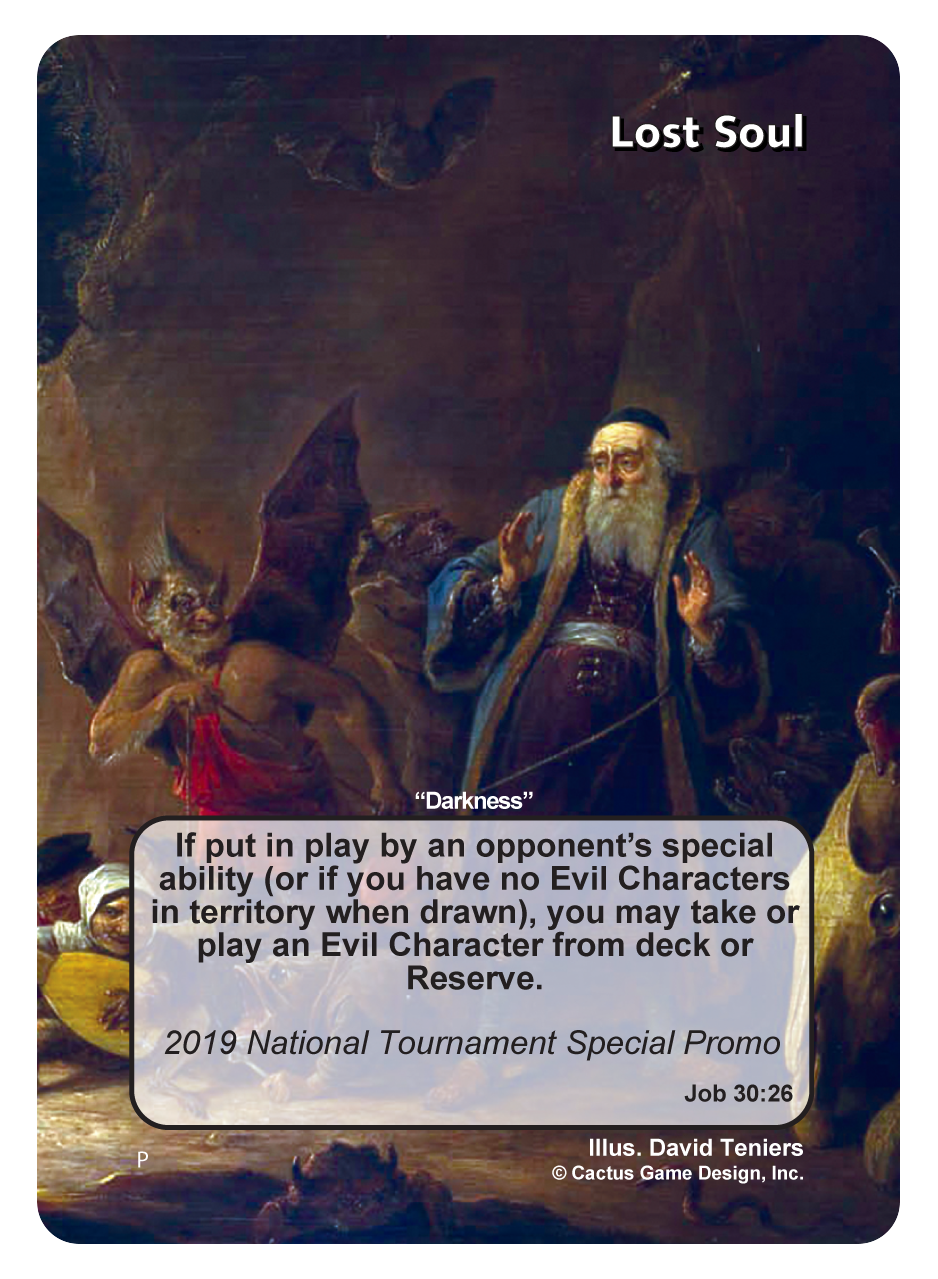 Lost Soul
“Darkness”
If put in play by an opponent’s special
ability (or if you have no Evil Characters
in territory when drawn), you may take or
play an Evil Character from deck or
Reserve.
2019 National Tournament Special Promo
Job 30:26
Illus. David Teniers
P
© Cactus Game Design, Inc.